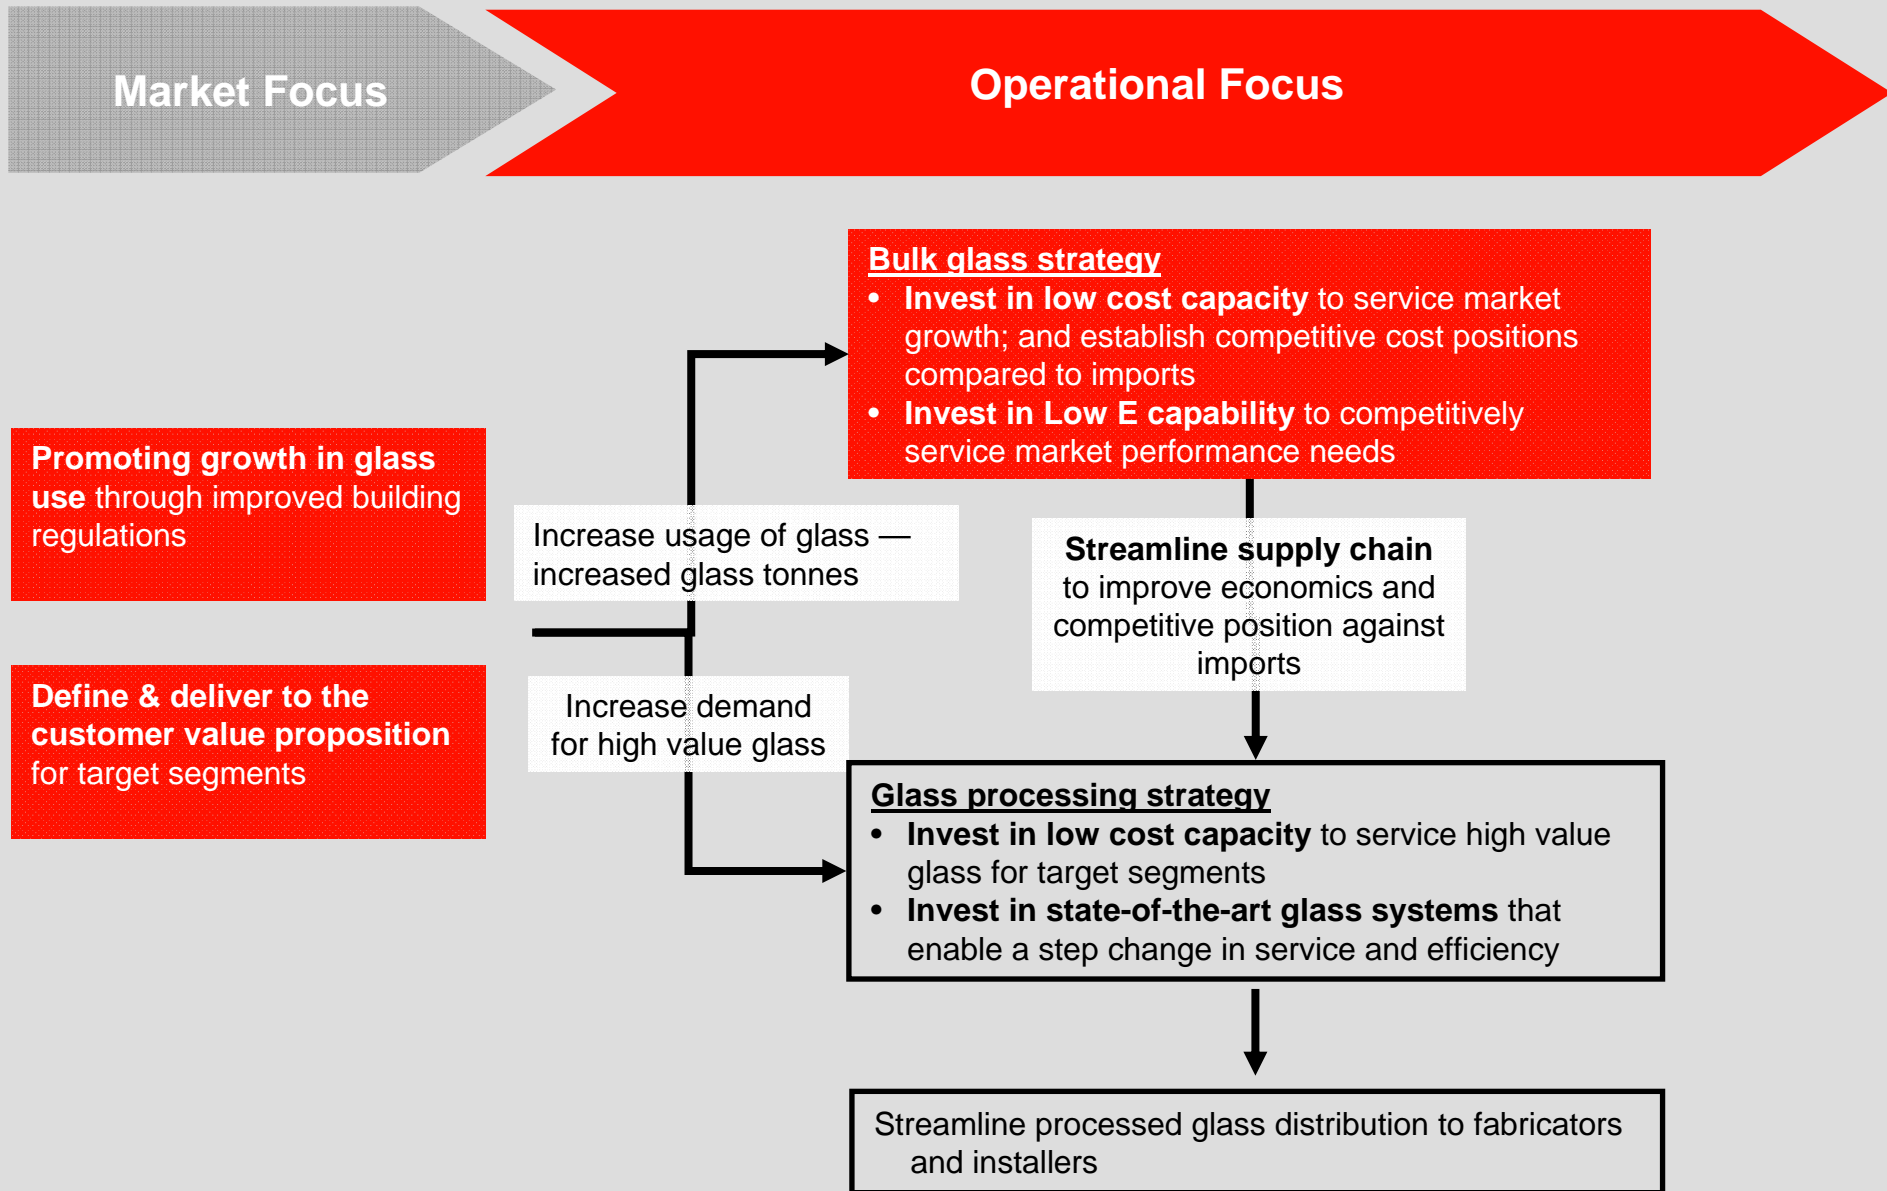 Market Focus
Operational Focus
Promoting growth in glass
use through improved building
regulations
Define & deliver to the
customer value proposition
for target segments
Increase usage of glass —
increased glass tonnes
Increase demand
for high value glass
Bulk glass strategy
• Invest in low cost capacity to service market
growth; and establish competitive cost positions
compared to imports
• Invest in Low E capability to competitively
service market performance needs
Streamline supply chain
to improve economics and
competitive position against
imports
Glass processing strategy
• Invest in low cost capacity to service high value
glass for target segments
• Invest in state-of-the-art glass systems that
enable a step change in service and efficiency
Streamline processed glass distribution to fabricators
and installers